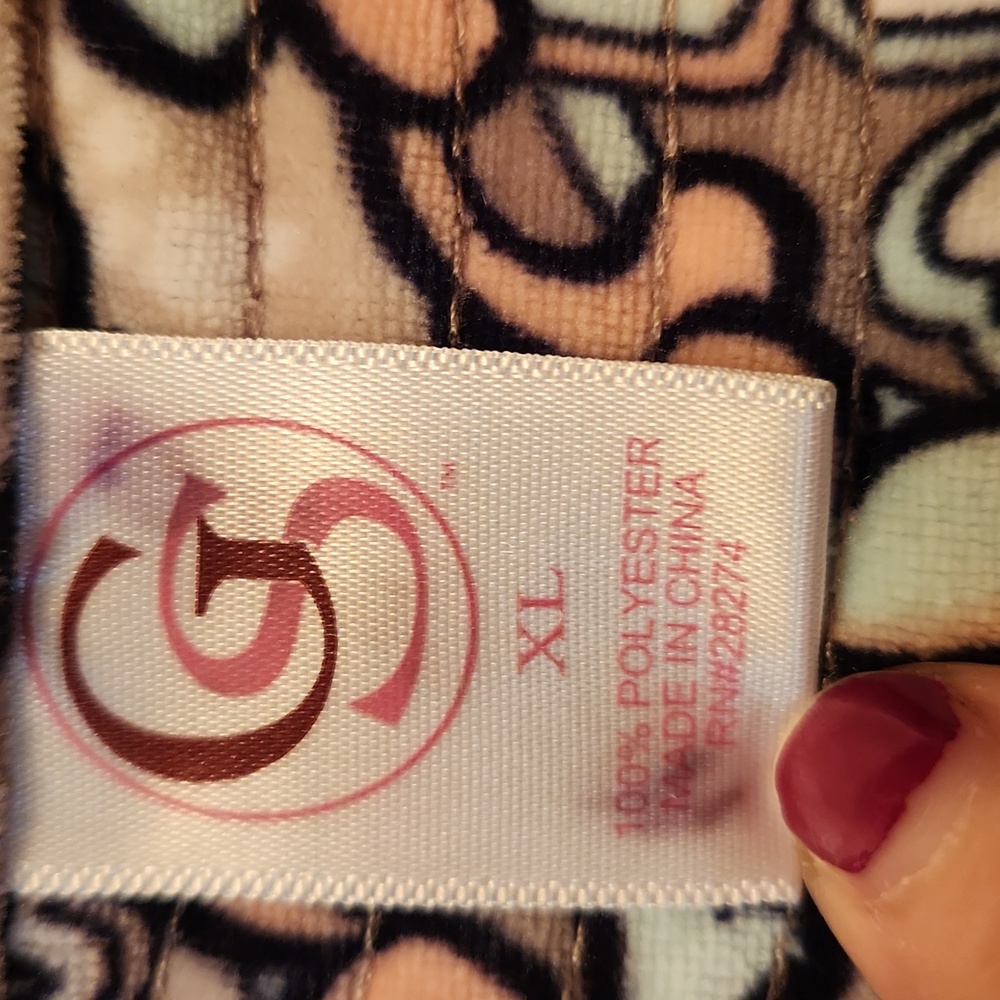 GS
™
XL
100% POLYESTER
MADE IN CHINA
RN#28274